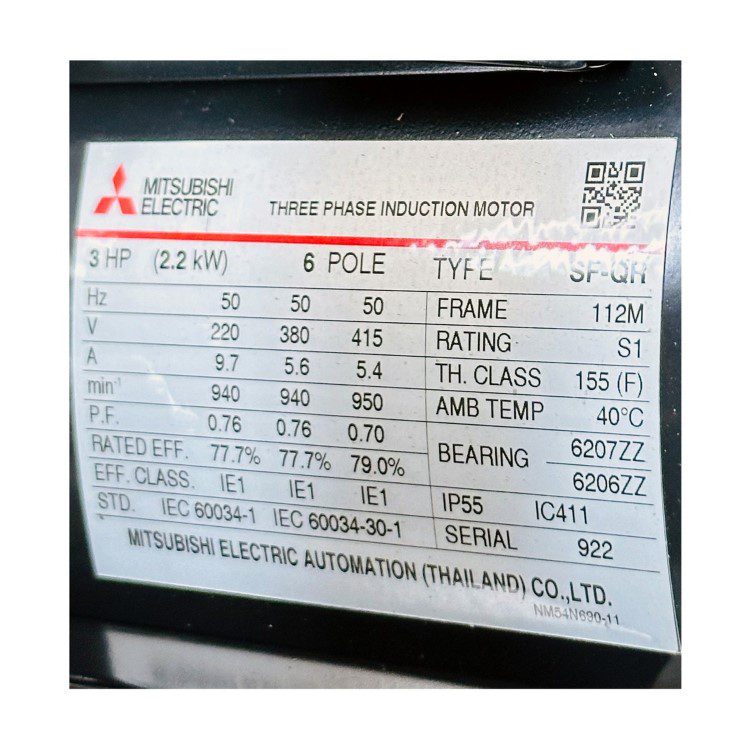 MITSUBISHI
ELECTRIC
THREE PHASE INDUCTION MOTOR
3 HP (2.2 kW) 6 POLE
Hz 50 50 50
V 220 380 415
A 9.7 5.6 5.4
min-1 940 940 950
P.F. 0.76 0.76 0.70
RATED EFF. 77.7% 77.7% 79.0%
EFF. CLASS. IE1 IE1 IE1
STD. IEC 60034-1 IEC 60034-30-1
TYPE SF-QR
FRAME 112M
RATING S1
TH. CLASS 155 (F)
AMB TEMP 40°C
BEARING 6207ZZ
6206ZZ
IP55 IC411
SERIAL 922
MITSUBISHI ELECTRIC AUTOMATION (THAILAND) CO.,LTD.
NM54N690-11